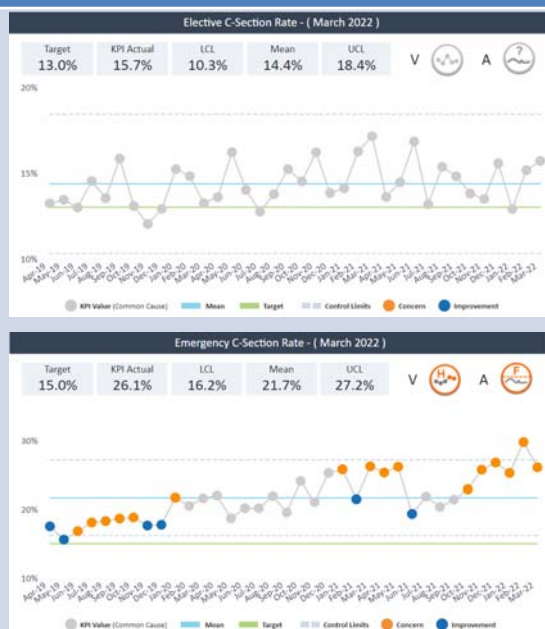 Elective C-Section Rate - ( March 2022 )
Target KPI Actual LCL Mean UCL
13.0% 15.7% 10.3% 14.4% 18.4%
V A ?
20%
15%
10%
Apr-19 May-19 Jun-19 Jul-19 Aug-19 Sep-19 Oct-19 Nov-19 Dec-19 Jan-20 Feb-20 Mar-20 Apr-20 May-20 Jun-20 Jul-20 Aug-20 Sep-20 Oct-20 Nov-20 Dec-20 Jan-21 Feb-21 Mar-21 Apr-21 May-21 Jun-21 Jul-21 Aug-21 Sep-21 Oct-21 Nov-21 Dec-21 Jan-22 Feb-22 Mar-22
KPI Value (Common Cause) Mean Target Control Limits Concern Improvement
Emergency C-Section Rate - ( March 2022 )
Target KPI Actual LCL Mean UCL
15.0% 26.1% 16.2% 21.7% 27.2%
V H A F
30%
20%
10%
Apr-19 May-19 Jun-19 Jul-19 Aug-19 Sep-19 Oct-19 Nov-19 Dec-19 Jan-20 Feb-20 Mar-20 Apr-20 May-20 Jun-20 Jul-20 Aug-20 Sep-20 Oct-20 Nov-20 Dec-20 Jan-21 Feb-21 Mar-21 Apr-21 May-21 Jun-21 Jul-21 Aug-21 Sep-21 Oct-21 Nov-21 Dec-21 Jan-22 Feb-22 Mar-22
KPI Value (Common Cause) Mean Target Control Limits Concern Improvement